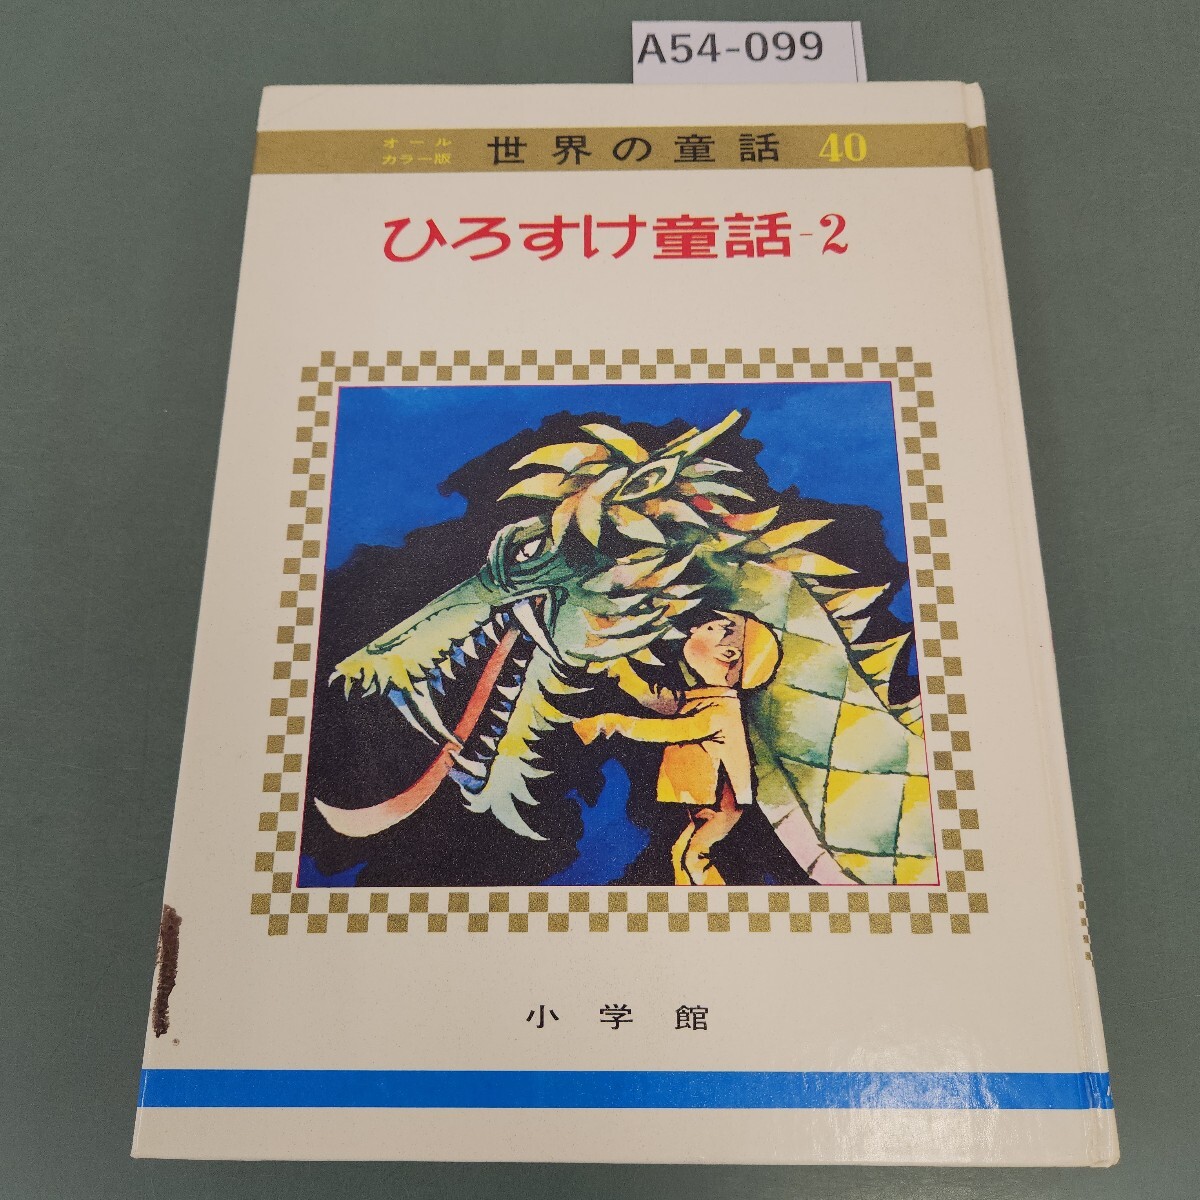 A54-099
オール
カラー版
世界の童話 40
ひろすけ童話-2
小学館